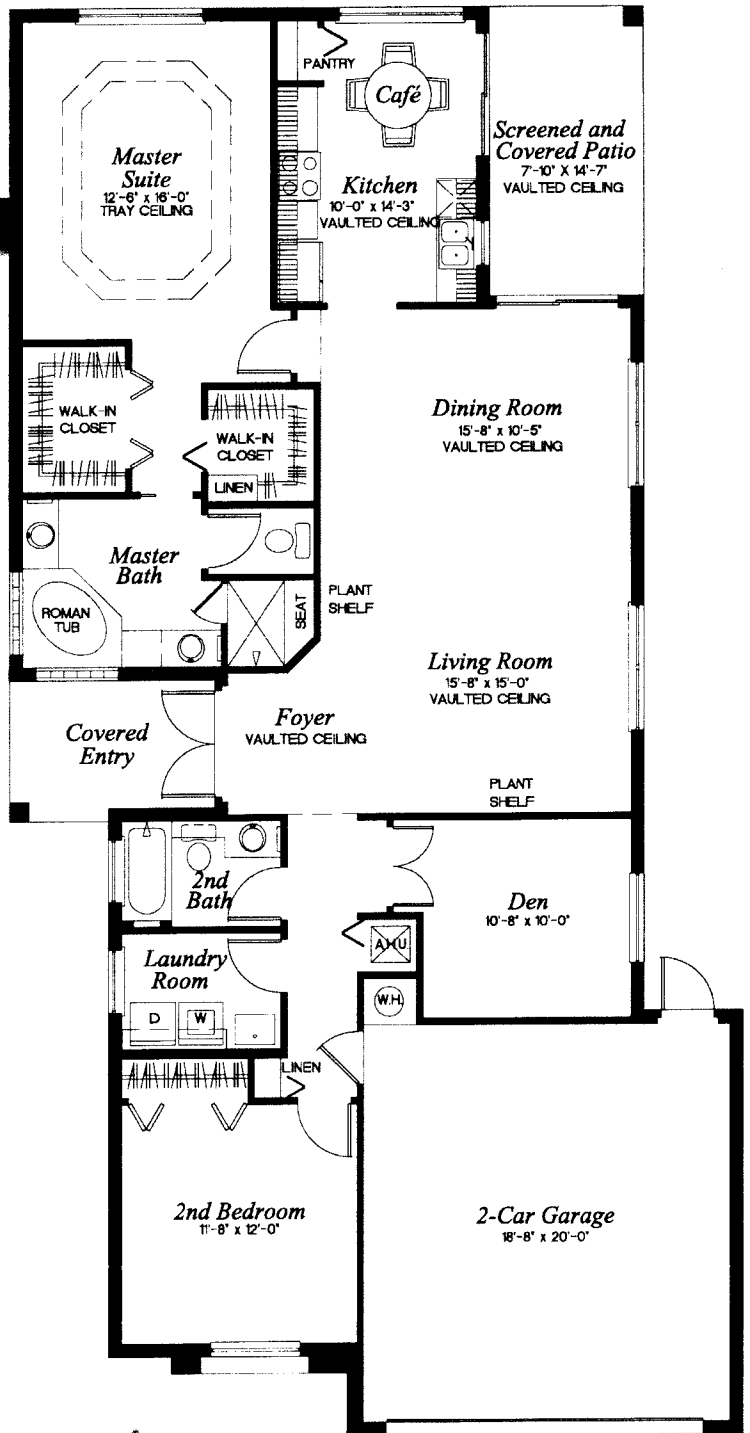 PANTRY
Café
Master
Suite
12'-6" x 16'-0"
TRAY CEILING
Kitchen
10'-0" x 14'-3"
VAULTED CEILING
Screened and
Covered Patio
7'-10" X 14'-7"
VAULTED CEILING
WALK-IN
CLOSET
WALK-IN
CLOSET
LINEN
Dining Room
15'-8" x 10'-5"
VAULTED CEILING
Master
Bath
ROMAN
TUB
SEAT
PLANT
SHELF
Living Room
15'-8" x 15'-0"
VAULTED CEILING
Covered
Entry
Foyer
VAULTED CEILING
PLANT
SHELF
2nd
Bath
Den
10'-8" x 10'-0"
AHU
Laundry
Room
W.H.
D
W
LINEN
2nd Bedroom
11'-8" x 12'-0"
2-Car Garage
18'-8" x 20'-0"